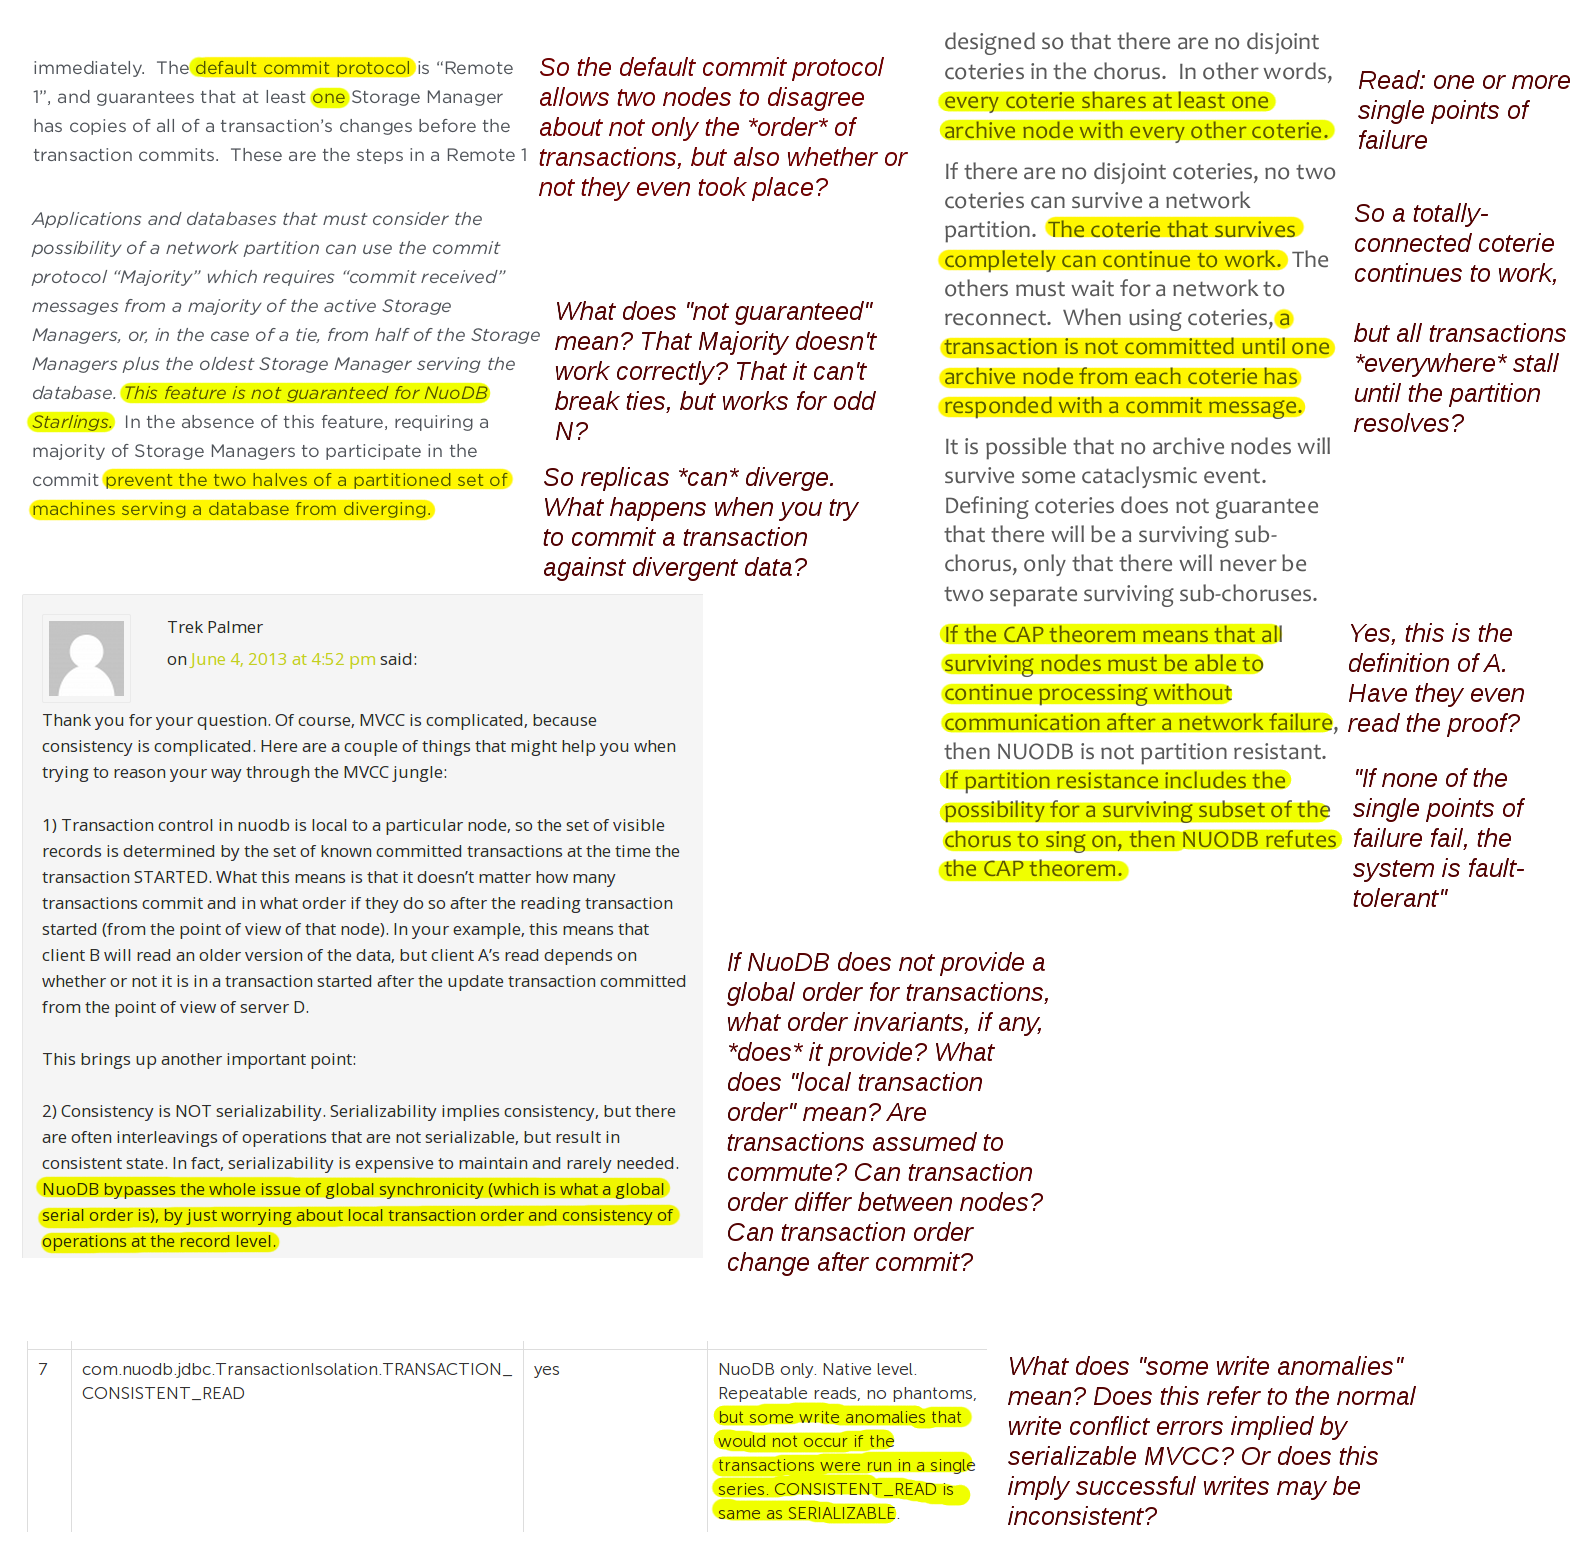 immediately.  The default commit protocol is “Remote
1”, and guarantees that at least one Storage Manager
has copies of all of a transaction’s changes before the
transaction commits.  These are the steps in a Remote 1
So the default commit protocol
allows two nodes to disagree
about not only the *order* of
transactions, but also whether or
not they even took place?
Applications and databases that must consider the
possibility of a network partition can use the commit
protocol “Majority” which requires “commit received”
messages from a majority of the active Storage
Managers, or, in the case of a tie, from half of the Storage
Managers plus the oldest Storage Manager serving the
database. This feature is not guaranteed for NuoDB
Starlings.  In the absence of this feature, requiring a
majority of Storage Managers to participate in the
commit prevent the two halves of a partitioned set of
machines serving a database from diverging.
What does "not guaranteed"
mean? That Majority doesn't
work correctly? That it can't
break ties, but works for odd
N?
So replicas *can* diverge.
What happens when you try
to commit a transaction
against divergent data?
designed so that there are no disjoint
coteries in the chorus.  In other words,
every coterie shares at least one
archive node with every other coterie.
Read: one or more
single points of
failure
If there are no disjoint coteries, no two
coteries can survive a network
partition.  The coterie that survives
completely can continue to work.  The
others must wait for a network to
reconnect.  When using coteries, a
transaction is not committed until one
archive node from each coterie has
responded with a commit message.
So a totally-
connected coterie
continues to work,
but all transactions
*everywhere* stall
until the partition
resolves?
It is possible that no archive nodes will
survive some cataclysmic event.
Defining coteries does not guarantee
that there will be a surviving sub-
chorus, only that there will never be
two separate surviving sub-choruses.
If the CAP theorem means that all
surviving nodes must be able to
continue processing without
communication after a network failure,
then NUODB is not partition resistant.
If partition resistance includes the
possibility for a surviving subset of the
chorus to sing on, then NUODB refutes
the CAP theorem.
Yes, this is the
definition of A.
Have they even
read the proof?
"If none of the
single points of
failure fail, the
system is fault-
tolerant"
Trek Palmer
on June 4, 2013 at 4:52 pm said:
Thank you for your question. Of course, MVCC is complicated, because
consistency is complicated. Here are a couple of things that might help you when
trying to reason your way through the MVCC jungle:
1) Transaction control in nuodb is local to a particular node, so the set of visible
records is determined by the set of known committed transactions at the time the
transaction STARTED. What this means is that it doesn’t matter how many
transactions commit and in what order if they do so after the reading transaction
started (from the point of view of that node). In your example, this means that
client B will read an older version of the data, but client A’s read depends on
whether or not it is in a transaction started after the update transaction committed
from the point of view of server D.
This brings up another important point:
2) Consistency is NOT serializability. Serializability implies consistency, but there
are often interleavings of operations that are not serializable, but result in
consistent state. In fact, serializability is expensive to maintain and rarely needed.
NuoDB bypasses the whole issue of global synchronicity (which is what a global
serial order is), by just worrying about local transaction order and consistency of
operations at the record level.
If NuoDB does not provide a
global order for transactions,
what order invariants, if any,
*does* it provide? What
does "local transaction
order" mean? Are
transactions assumed to
commute? Can transaction
order differ between nodes?
Can transaction order
change after commit?
7
com.nuodb.jdbc.TransactionIsolation.TRANSACTION_
CONSISTENT_READ
yes
NuoDB only. Native level.
Repeatable reads, no phantoms,
but some write anomalies that
would not occur if the
transactions were run in a single
series. CONSISTENT_READ is
same as SERIALIZABLE.
What does "some write anomalies"
mean? Does this refer to the normal
write conflict errors implied by
serializable MVCC? Or does this
imply successful writes may be
inconsistent?